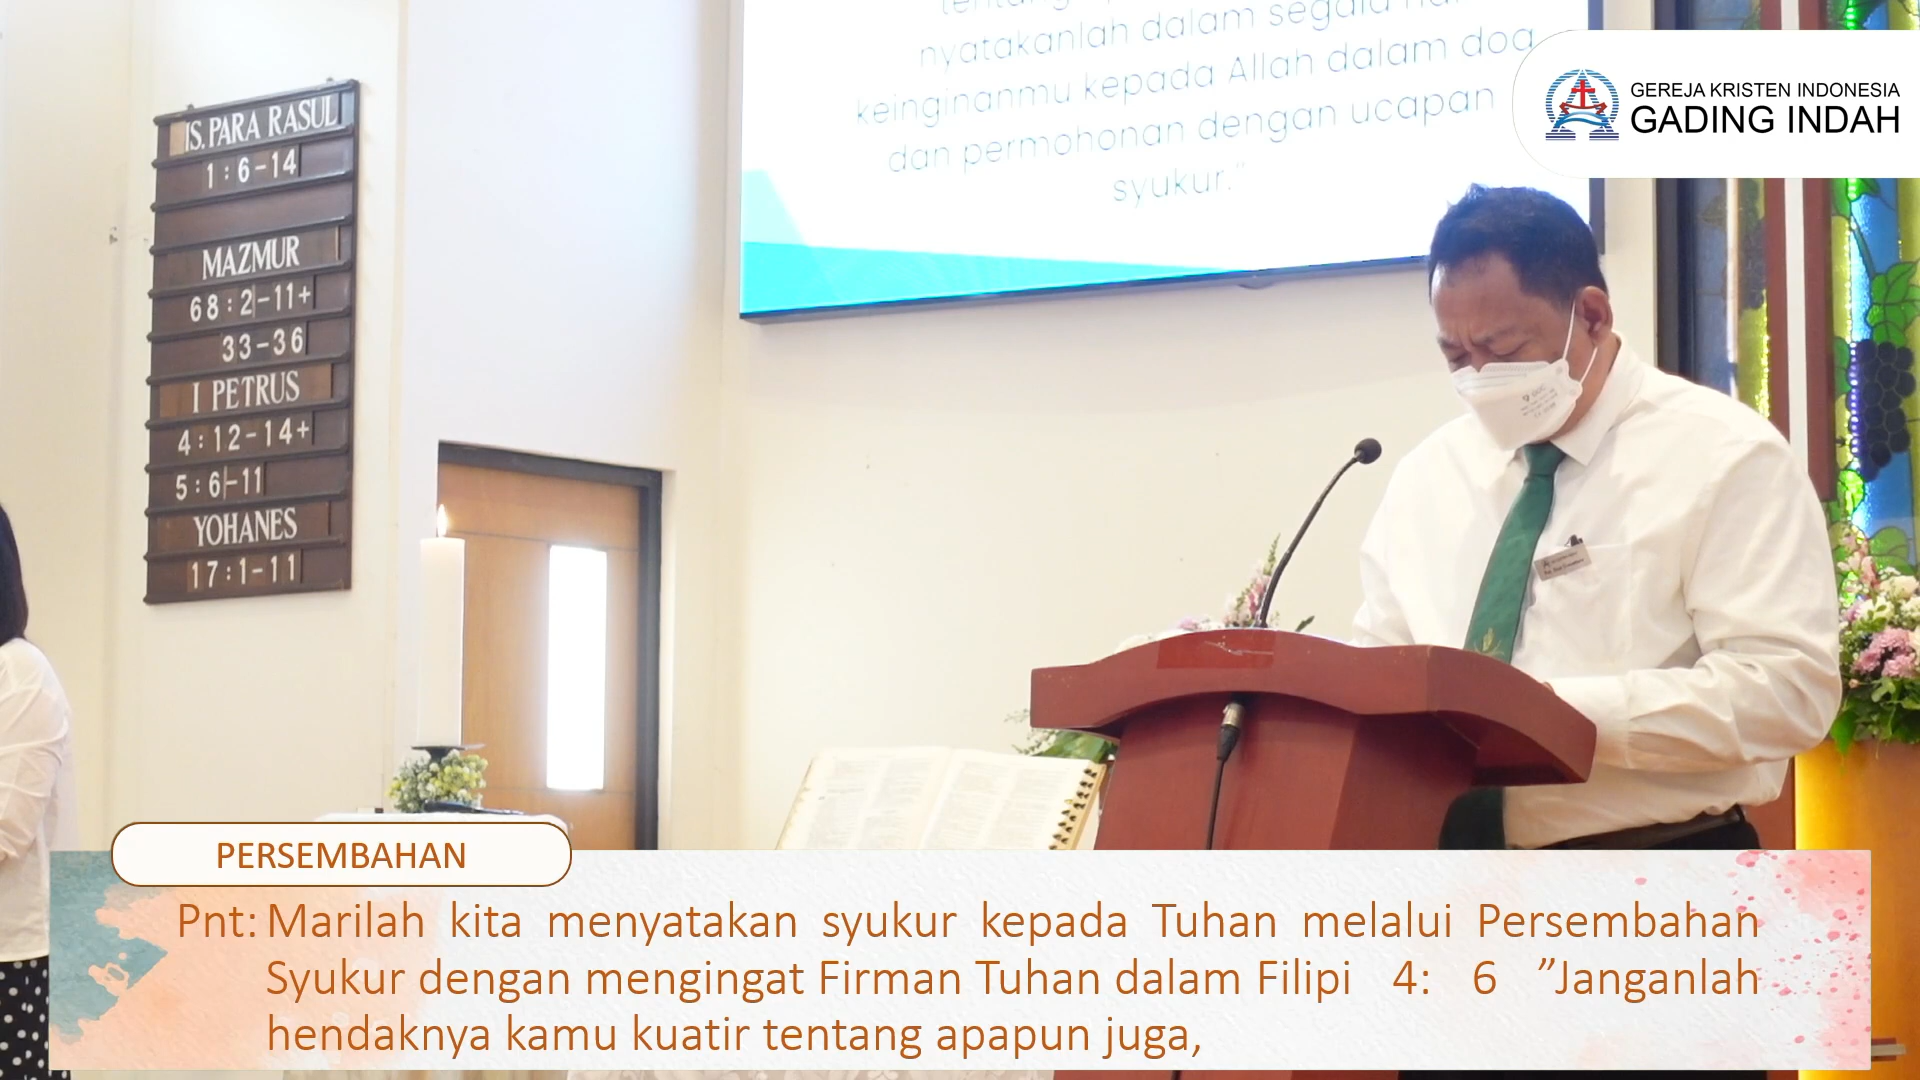 IS. PARA RASUL
1:6-14
MAZMUR
68:2-11+
33-36
I PETRUS
4:12-14+
5:6-11
YOHANES
17:1-11
nyatakanlah dalam segala
keinginanmu kepada Allah dalam doa
dan permohonan dengan ucapan
syukur."
GEREJA KRISTEN INDONESIA
GADING INDAH
PERSEMBAHAN
Pnt: Marilah kita menyatakan syukur kepada Tuhan melalui Persembahan
Syukur dengan mengingat Firman Tuhan dalam Filipi 4: 6 ”Janganlah
hendaknya kamu kuatir tentang apapun juga,